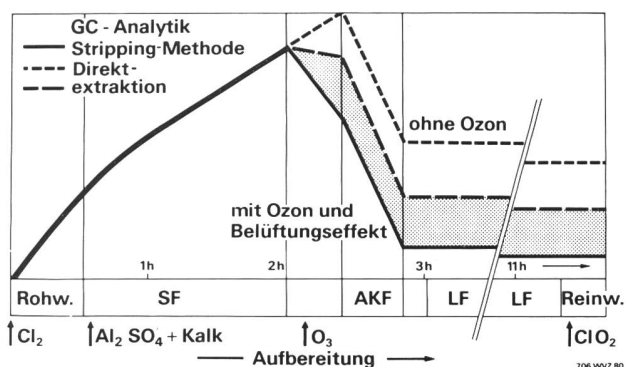 GC - Analytik
Stripping-Methode
Direkt-
extraktion
ohne Ozon
mit Ozon und
Belüftungseffekt
1h
2h
3h
11h
Rohw.
SF
AKF
LF
LF
Reinw.
Cl₂
Al₂ SO₄ + Kalk
O₃
ClO₂
Aufbereitung
706 WVZ 80